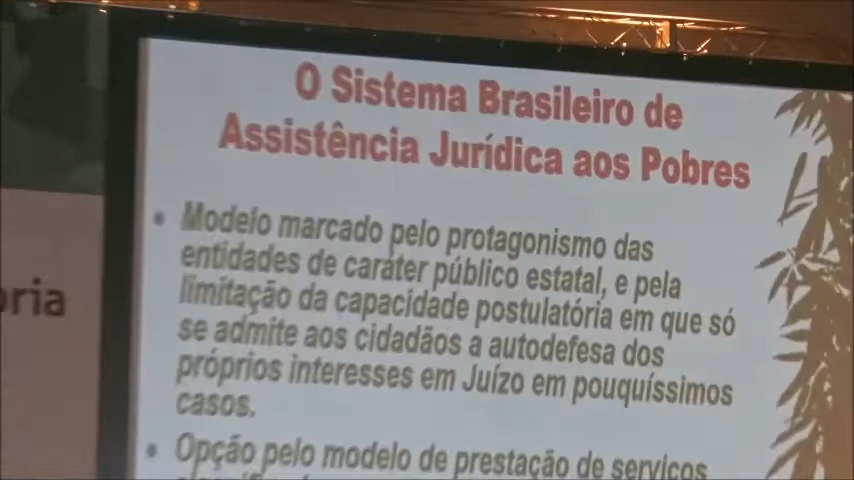 O Sistema Brasileiro de
Assistência Jurídica aos Pobres
• Modelo marcado pelo protagonismo das
entidades de caráter público estatal, e pela
limitação da capacidade postulatória em que só
se admite aos cidadãos a autodefesa dos
próprios interesses em Juízo em pouquíssimos
casos.
• Opção pelo modelo de prestação de serviços
oria